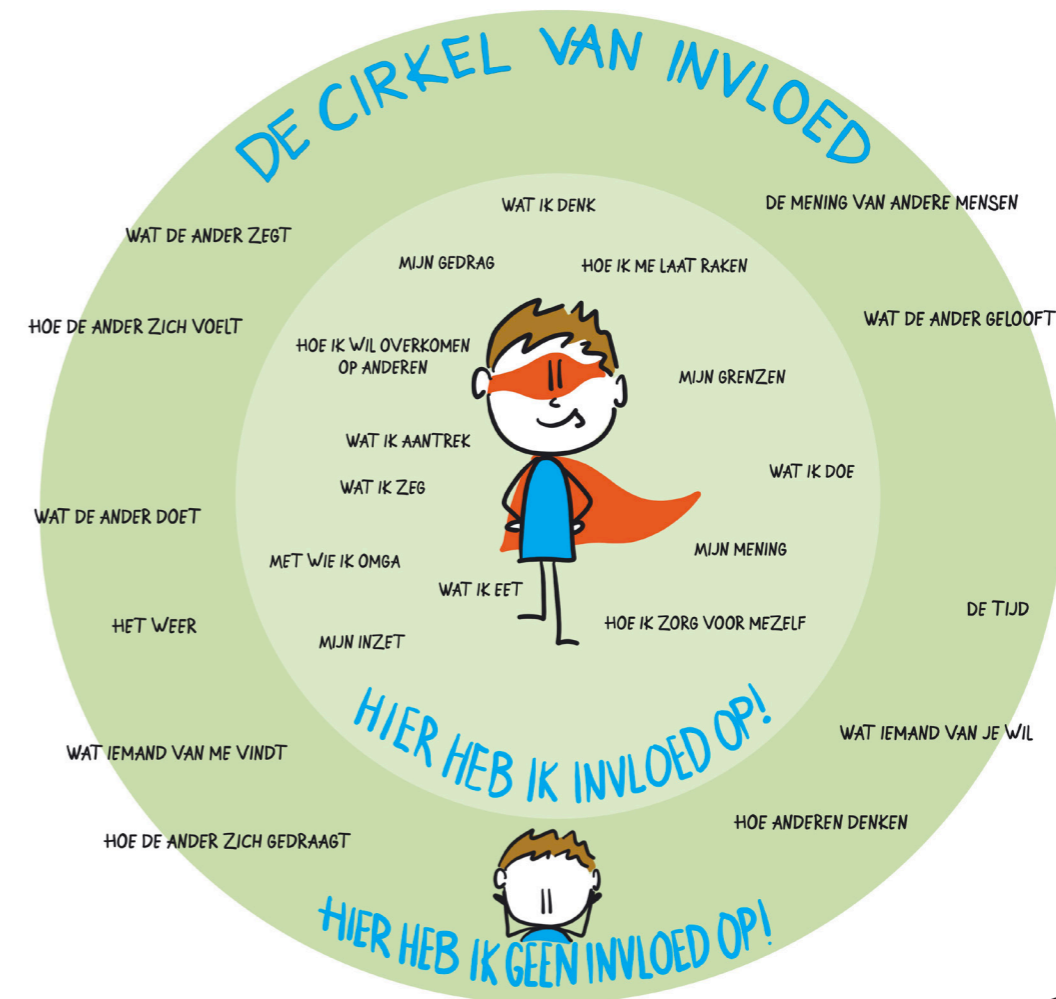 DE CIRKEL VAN INVLOED
WAT IK DENK
DE MENING VAN ANDERE MENSEN
WAT DE ANDER ZEGT
MIJN GEDRAG
HOE IK ME LAAT RAKEN
HOE DE ANDER ZICH VOELT
WAT DE ANDER GELOOFT
HOE IK WIL OVERKOMEN
OP ANDEREN
MIJN GRENZEN
WAT IK AANTREK
WAT IK DOE
WAT IK ZEG
WAT DE ANDER DOET
MIJN MENING
MET WIE IK OMGA
WAT IK EET
DE TIJD
HET WEER
HOE IK ZORG VOOR MEZELF
MIJN INZET
HIER HEB IK INVLOED OP!
WAT IEMAND VAN JE WIL
WAT IEMAND VAN ME VINDT
HOE ANDEREN DENKEN
HOE DE ANDER ZICH GEDRAAGT
HIER HEB IK GEEN INVLOED OP!